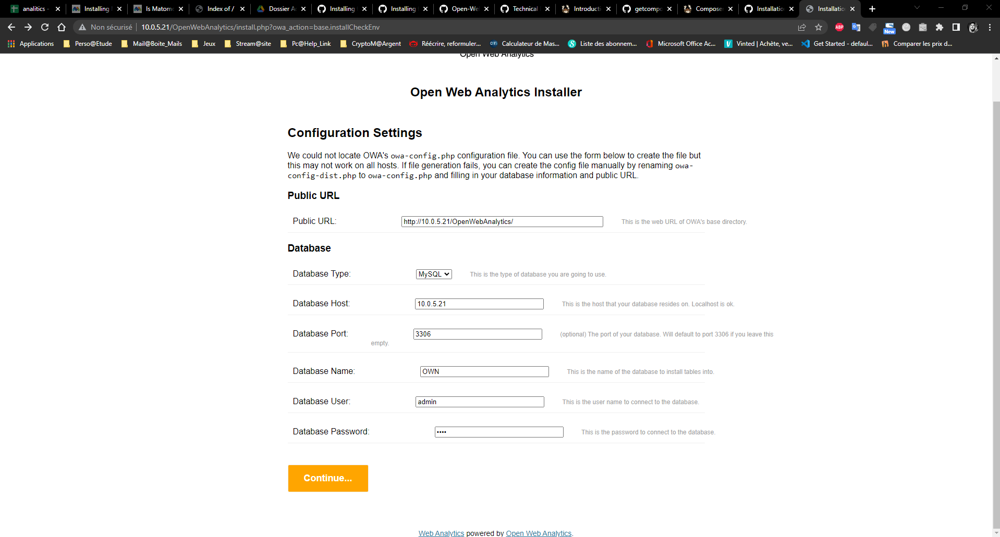 analitics -
Installing
Is Matomo
Index of /
Dossier A
Installing
Installing
Open-We
Technical
Introducti
getcompo
Compose
Installatio
Installatio
Non sécurisé
10.0.5.21/OpenWebAnalytics/install.php?owa_action=base.installCheckEnv
ABP
New
Applications
Perso@Etude
Mail@Boite_Mails
Jeux
Stream@site
Pc@Help_Link
CryptoM@Argent
Réécrire, reformuler...
Calculateur de Mas...
Liste des abonnem...
Microsoft Office Ac...
Vinted | Achète, ve...
Get Started - defaul...
Comparer les prix d...
Open Web Analytics
Open Web Analytics Installer
Configuration Settings
We could not locate OWA's owa-config.php configuration file. You can use the form below to create the file but
this may not work on all hosts. If file generation fails, you can create the config file manually by renaming owa-
config-dist.php to owa-config.php and filling in your database information and public URL.
Public URL
Public URL: http://10.0.5.21/OpenWebAnalytics/ This is the web URL of OWA's base directory.
Database
Database Type: MySQL This is the type of database you are going to use.
Database Host: 10.0.5.21 This is the host that your database resides on. Localhost is ok.
Database Port: 3306 (optional) The port of your database. Will default to port 3306 if you leave this
empty.
Database Name: OWN This is the name of the database to install tables into.
Database User: admin This is the user name to connect to the database.
Database Password: •••• This is the password to connect to the database.
Continue...
Web Analytics powered by Open Web Analytics.